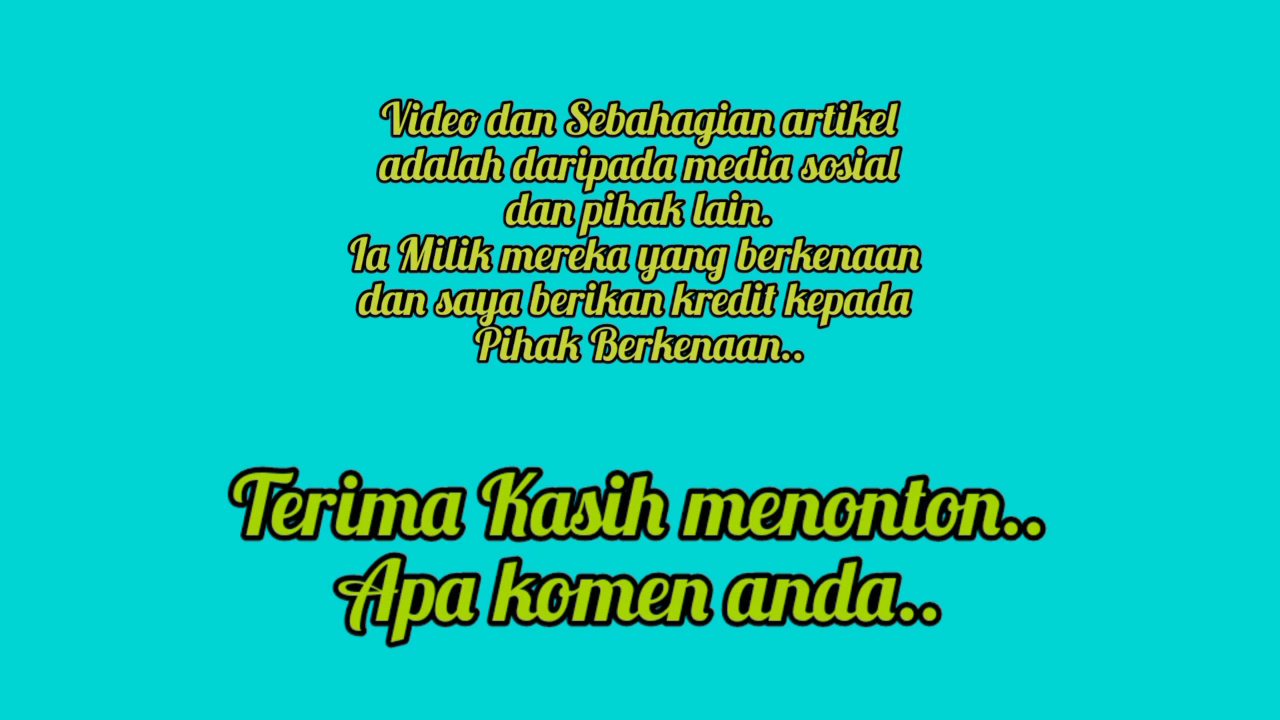 Video dan Sebahagian artikel
adalah daripada media sosial
dan pihak lain.
Ia Milik mereka yang berkenaan
dan saya berikan kredit kepada
Pihak Berkenaan..
Terima Kasih menonton..
Apa komen anda..